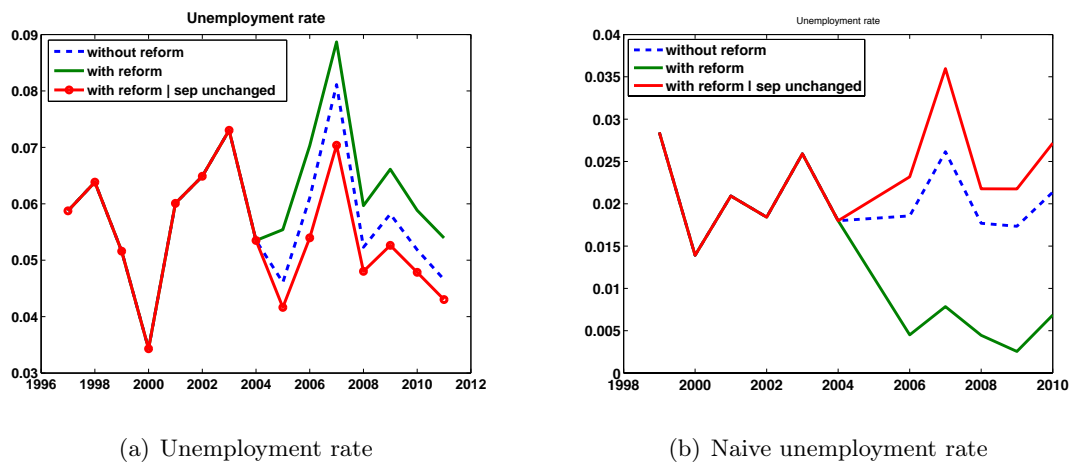 Unemployment rate
0.09
0.08
0.07
0.06
0.05
0.04
0.03
without reform
with reform
with reform | sep unchanged
1996 1998 2000 2002 2004 2006 2008 2010 2012
(a) Unemployment rate
Unemployment rate
0.04
0.035
0.03
0.025
0.02
0.015
0.01
0.005
0
without reform
with reform
with reform | sep unchanged
1998 2000 2002 2004 2006 2008 2010
(b) Naive unemployment rate